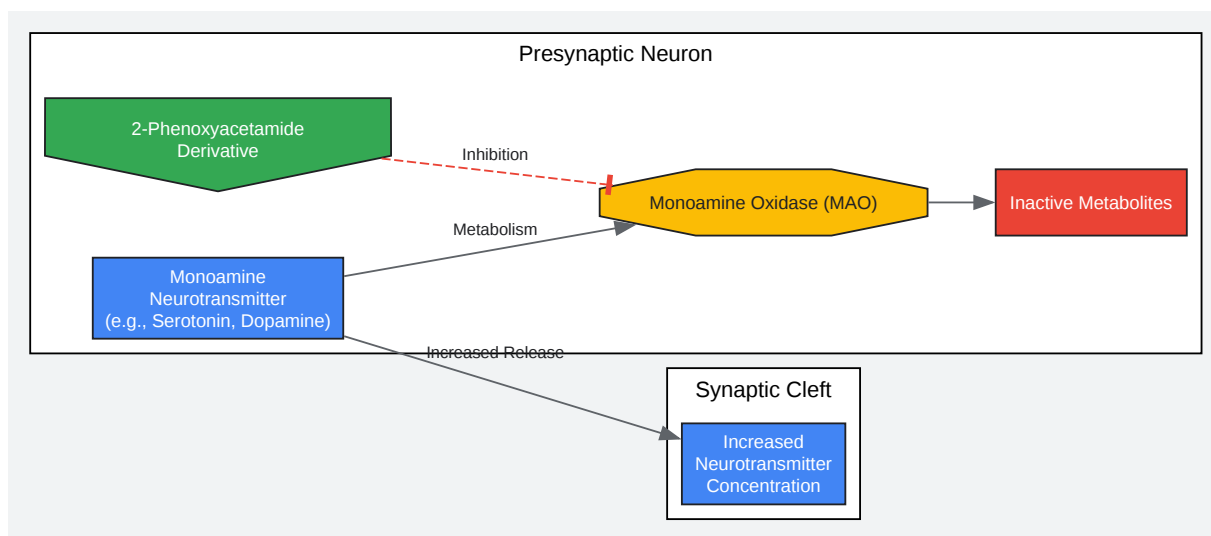 Presynaptic Neuron
2-Phenoxyacetamide
Derivative
Inhibition
Monoamine Oxidase (MAO)
Inactive Metabolites
Metabolism
Monoamine
Neurotransmitter
(e.g., Serotonin, Dopamine)
Increased Release
Synaptic Cleft
Increased
Neurotransmitter
Concentration